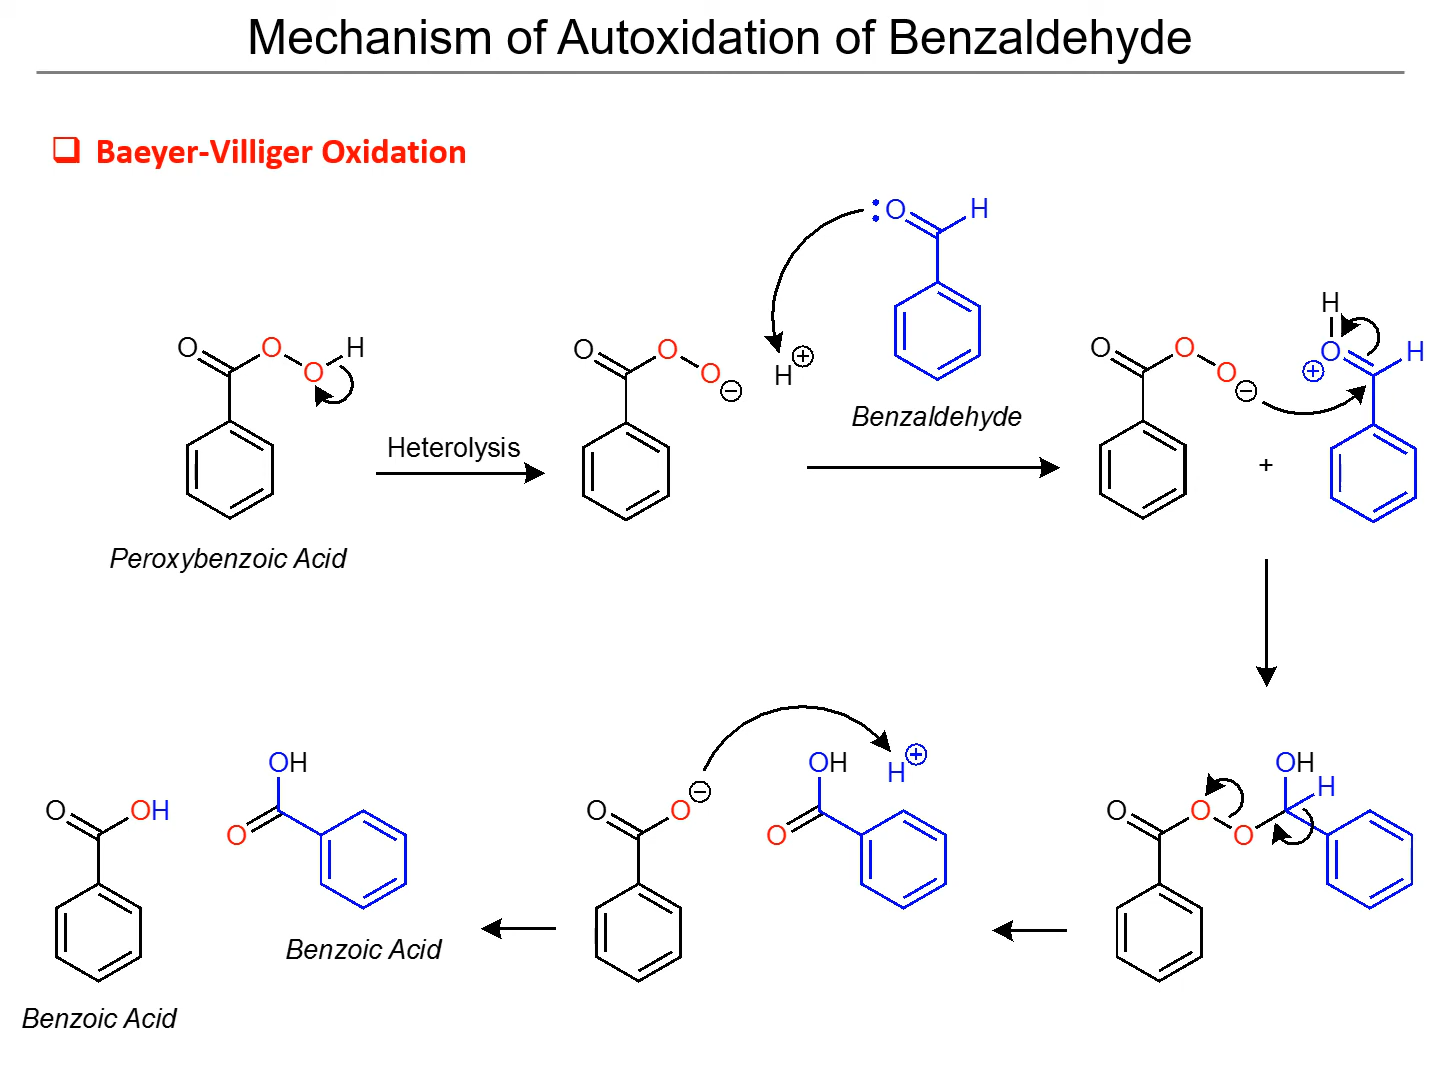 Mechanism of Autoxidation of Benzaldehyde
❑ Baeyer-Villiger Oxidation
O O O H
Heterolysis
Peroxybenzoic Acid
O O O ⊖
H ⊕
:O H
Benzaldehyde
O O O ⊖
+
H
O ⊕ H
O O O
OH
H
O O ⊖
OH
O
H ⊕
O OH
Benzoic Acid
OH
O
Benzoic Acid